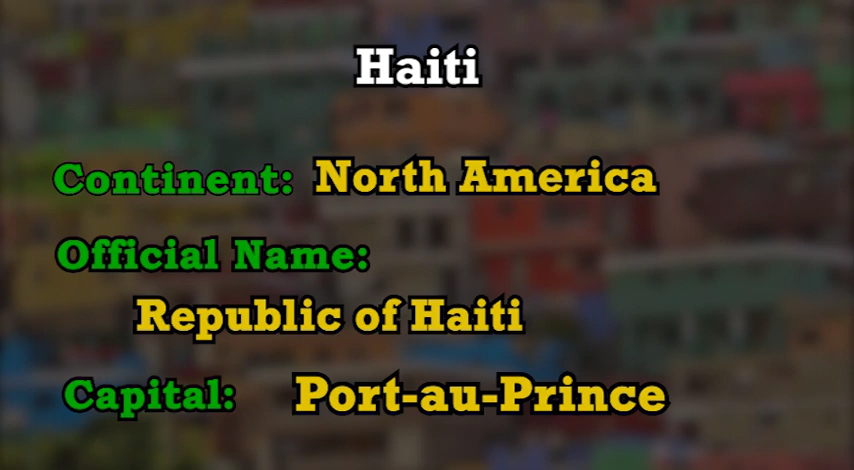 Haiti
Continent: North America
Official Name:
Republic of Haiti
Capital: Port-au-Prince